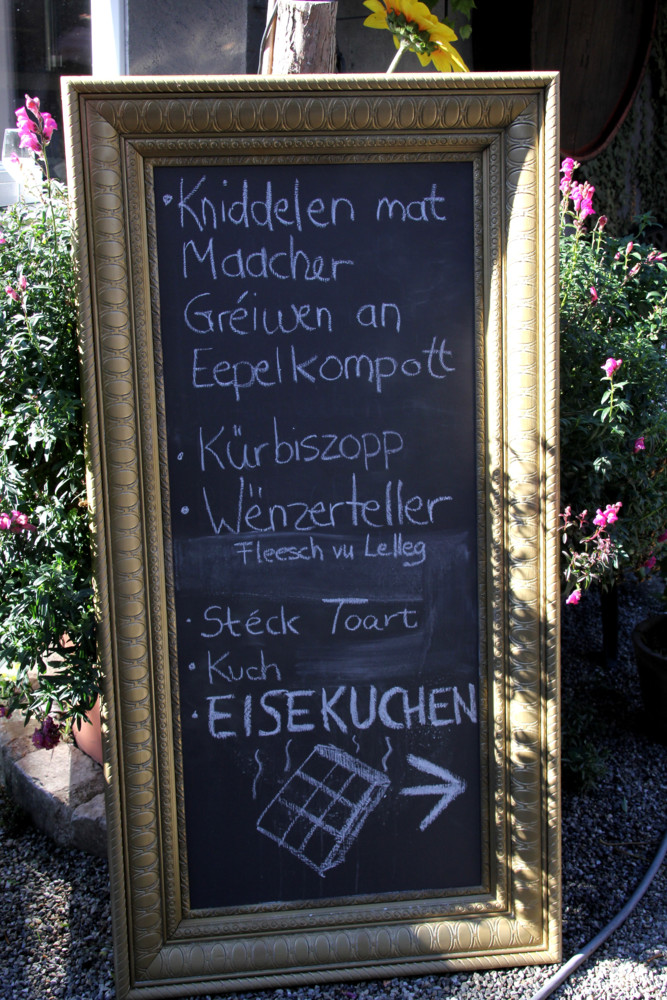 · Kniddelen mat
Maacher
Gréiwen an
Eepelkompott
· Kürbiszopp
· Wënzerteller
Fleesch vu Lelleg
· Stéck Toart
· Kuch
· EISEKUCHEN